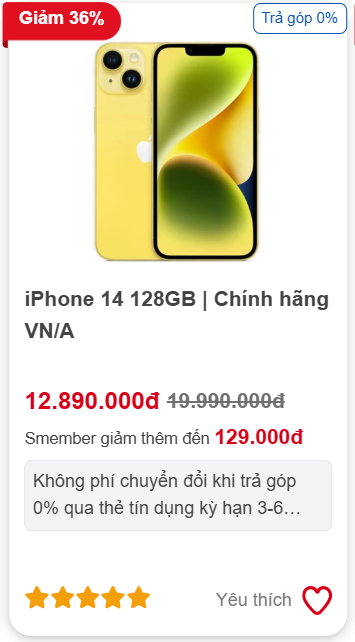 Giảm 36%
Trả góp 0%
iPhone 14 128GB | Chính hãng
VN/A
12.890.000đ 19.990.000đ
Smember giảm thêm đến 129.000đ
Không phí chuyển đổi khi trả góp
0% qua thẻ tín dụng kỳ hạn 3-6…
Yêu thích